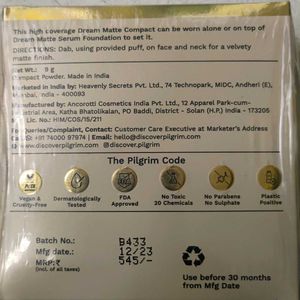 This high coverage Dream Matte Compact can be worn alone or on top of
Dream Matte Serum Foundation to set it.
DIRECTIONS: Dab, using provided puff, on face and neck for a velvety
matte finish.
Net Wt.: 9 g
Compact Powder. Made in India
Marketed in India by: Heavenly Secrets Pvt. Ltd., 74 Technopark, MIDC, Andheri (E),
Mumbai, India - 400093
Manufactured by: Ancorotti Cosmetics India Pvt. Ltd., 12 Apparel Park-cum-
Industrial Area, Katha Bhatolikalan, PO Baddi, District - Solan (H.P.) India - 173205
M.L. No.: HIM/COS/15/211
For Queries/Complaint, Contact: Customer Care Executive at Marketer's Address
+91 74000 97974 | Email: hello@discoverpilgrim.com
www.discoverpilgrim.com | @discover.pilgrim
The Pilgrim Code
Vegan & Cruelty-Free
Dermatologically Tested
FDA Approved
No Toxic 20 Chemicals
No Parabens No Sulphate
Plastic Positive
Batch No.: B433
Mfg Date: 12/23
MRP:₹ 545/-
(incl. of all taxes)
Use before 30 months
from Mfg. Date